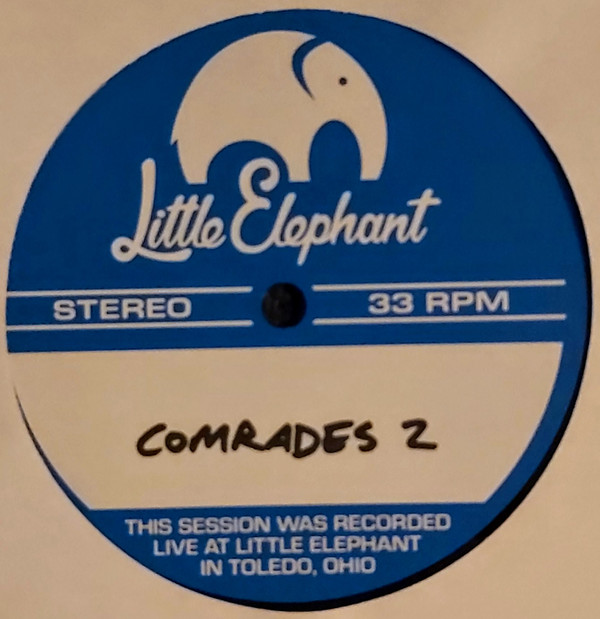 Little Elephant
STEREO
33 RPM
COMRADES 2
THIS SESSION WAS RECORDED
LIVE AT LITTLE ELEPHANT
IN TOLEDO, OHIO